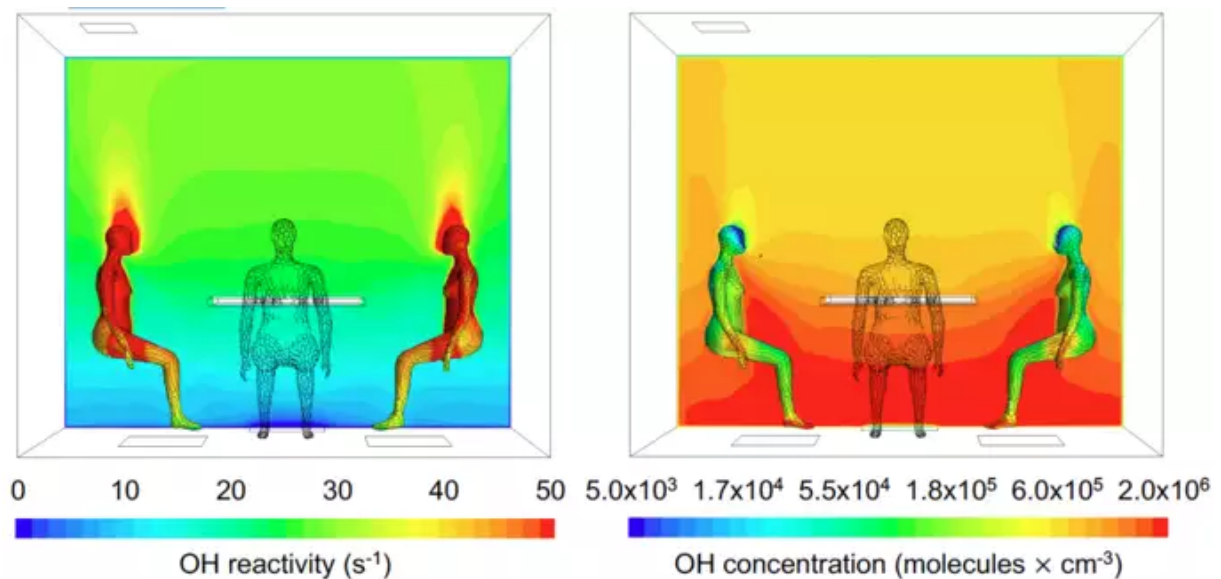 0 10 20 30 40 50
OH reactivity (s⁻¹)
5.0x10³ 1.7x10⁴ 5.5x10⁴ 1.8x10⁵ 6.0x10⁵ 2.0x10⁶
OH concentration (molecules × cm⁻³)